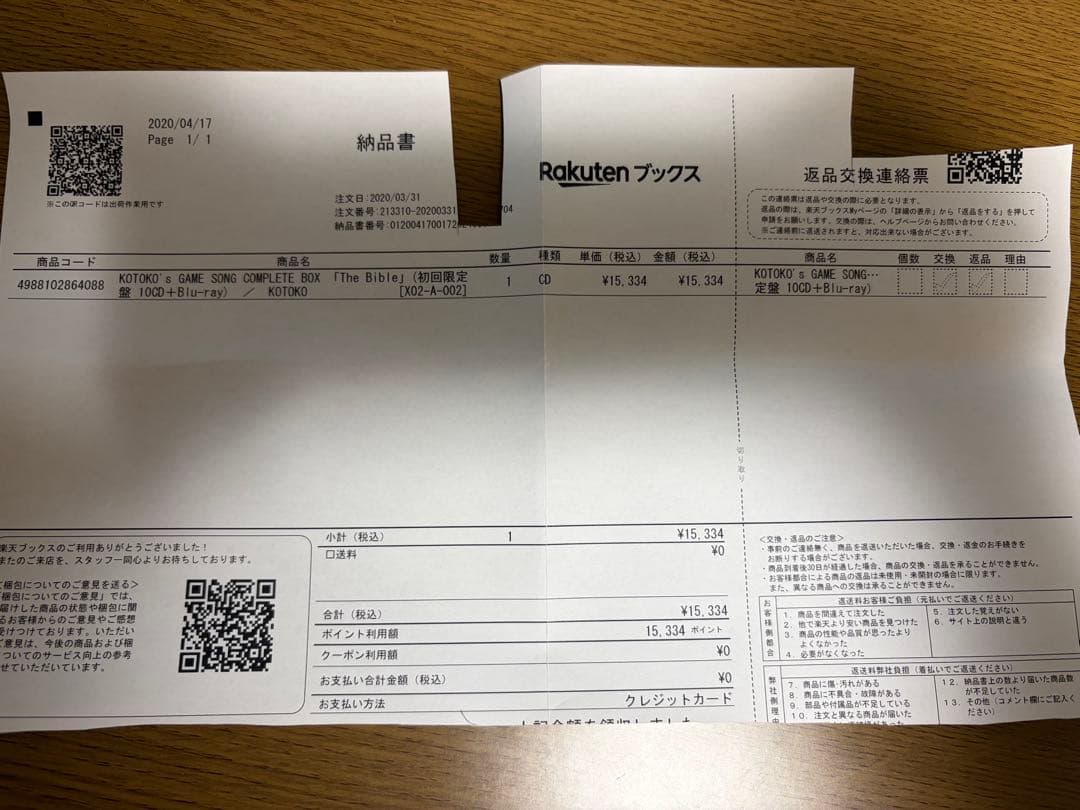 2020/04/17
Page 1/ 1
※このQRコードは出荷作業用です
納品書
注文日:2020/03/31
注文番号:213310-20200331
04
納品書番号:0120041700172
Rakuten ブックス
返品交換連絡票
この連絡票は返品や交換の際に必要となります。
返品の際は、楽天ブックスMyページの「詳細の表示」から「返品をする」を押して
申請をお願いします。交換の際は、ヘルプページからお問い合わせください。
※ご連絡前に返送されますと、対応出来ない場合がございます。
商品コード 商品名 数量 種類 単価(税込) 金額(税込)
4988102864088 KOTOKO's GAME SONG COMPLETE BOX 「The Bible」(初回限定 1 CD ¥15,334 ¥15,334
盤 10CD+Blu-ray) / KOTOKO [X02-A-002]
商品名 個数 交換 返品 理由
KOTOKO's GAME SONG…
定盤 10CD+Blu-ray)
切り取り
楽天ブックスのご利用ありがとうございました!
またのご来店を、スタッフ一同心よりお待ちしております。
梱包についてのご意見を送る>
梱包についてのご意見」では、
届けした商品の状態や梱包に関
るお客様からのご意見やご感想
受けつけております。いただい
ご意見は、今後の商品および梱
についてのサービス向上の参考
せていただいています。
小計(税込) 1 ¥15,334
□送料 ¥0
合計(税込) ¥15,334
ポイント利用額 15,334 ポイント
クーポン利用額 ¥0
お支払い合計金額(税込) ¥0
お支払い方法 クレジットカード
上記金額を領収しました
<交換・返品のご注意>
・事前のご連絡無く、商品を返送いただいた場合、交換・返金のお手続きを
お断りする場合がございます。
・商品到着後30日が経過した場合、商品の交換・返品を承ることができません。
・お客様都合による商品の返品は未使用・未開封の場合に限ります。
また、異なる商品への交換は承ることができません。
お客様都合
返送料お客様ご負担(元払いでご返送ください)
1. 商品を間違えて注文した
2. 他で楽天より安い商品を見つけた
3. 商品の性能や品質が思ったより
よくなかった
4. 必要がなくなった
5. 注文した覚えがない
6. サイト上の説明と違う
弊社側理由
返送料弊社負担(着払いでご返送ください)
7. 商品に傷・汚れがある
8. 商品に不具合・故障がある
9. 部品や付属品が不足している
10. 注文と異なる商品が届いた
12. 納品書上の数より届いた商品数
が不足していた
13. その他(コメント欄にご記入く
ださい)